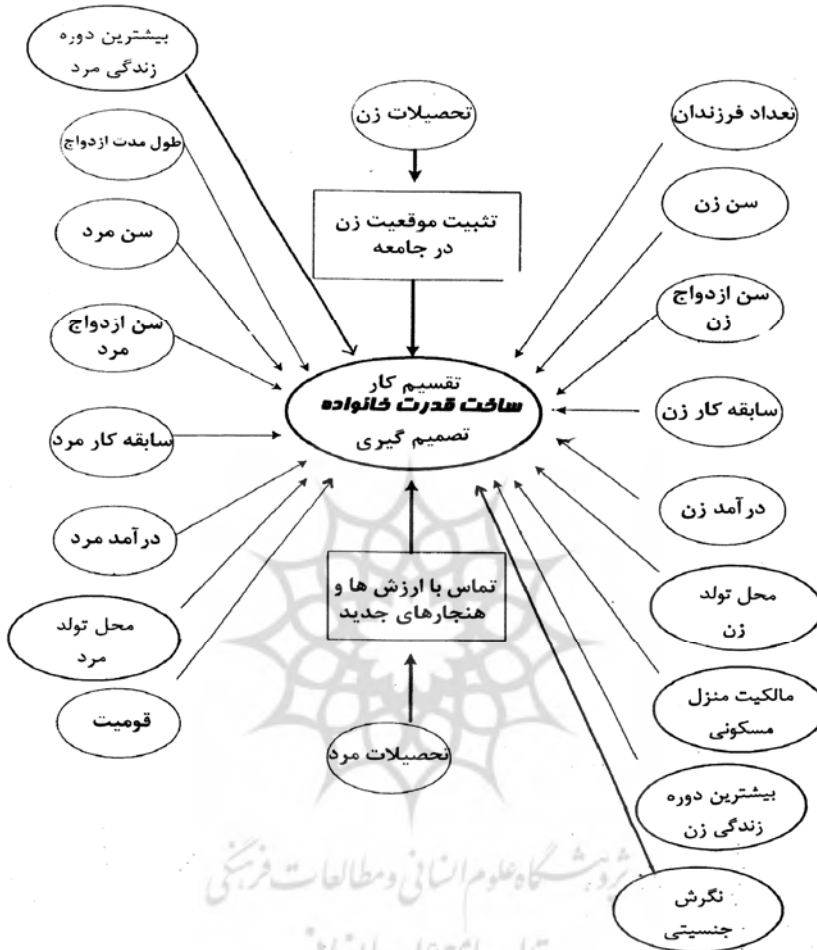 بیشترین دوره
زندگی مرد
تحصیلات زن
تعداد فرزندان
طول مدت ازدواج
سن زن
تثبیت موقعیت زن
در جامعه
سن مرد
سن ازدواج
زن
سن ازدواج
مرد
تقسیم کار
ساخت قدرت خانواده
تصمیم گیری
سابقه کار زن
سابقه کار مرد
درآمد زن
درآمد مرد
تماس با ارزش ها و
هنجارهای جدید
محل تولد
زن
محل تولد
مرد
مالکیت منزل
مسکونی
قومیت
تحصیلات مرد
بیشترین دوره
زندگی زن
پژوهشگاه علوم انسانی و مطالعات فرهنگی
نگرش
جنسیتی